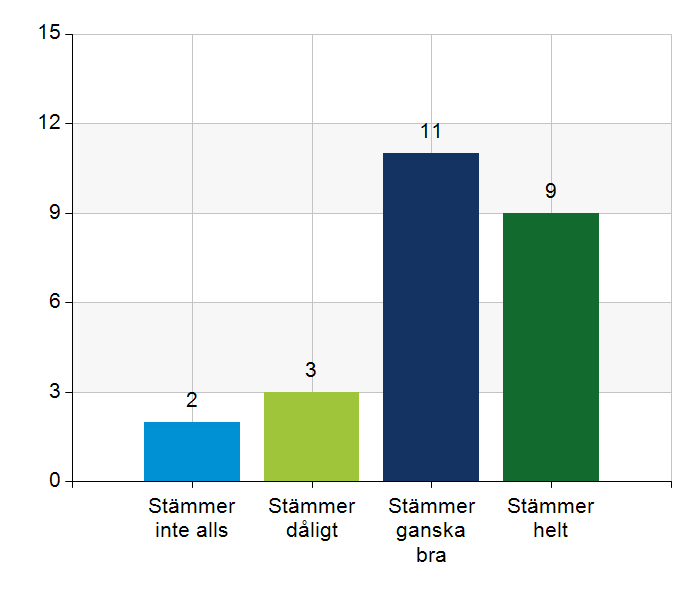 15
12
9
6
3
0
2
3
11
9
Stämmer
inte alls
Stämmer
dåligt
Stämmer
ganska
bra
Stämmer
helt